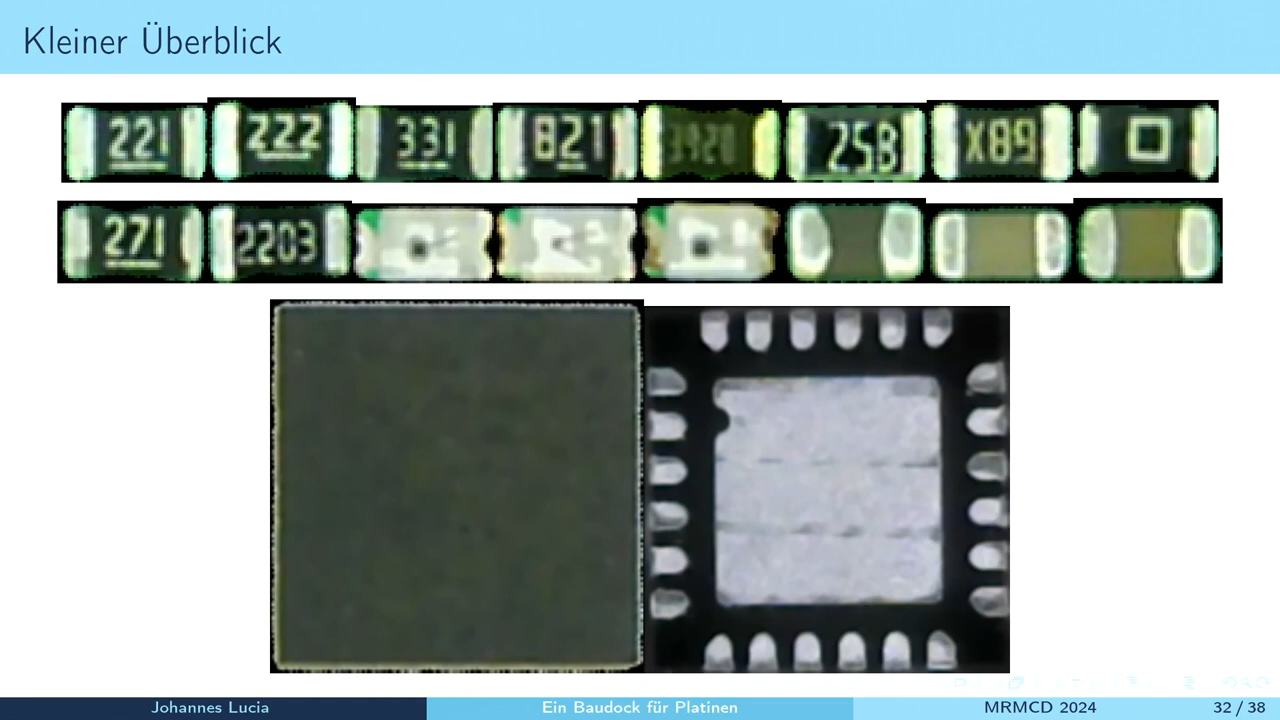 Kleiner Überblick
221 222 331 821 3920 25B X89
271 2203
Johannes Lucia Ein Baudock für Platinen MRMCD 2024 32 / 38